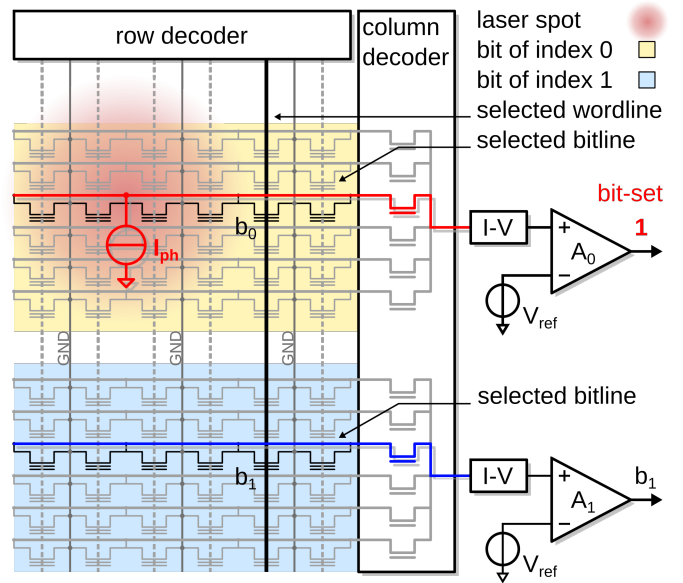 row decoder
column
decoder
laser spot
bit of index 0
bit of index 1
selected wordline
selected bitline
bit-set
1
b0
Iph
I-V
+
A0
−
Vref
GND
GND
GND
selected bitline
b1
I-V
+
A1
−
b1
Vref